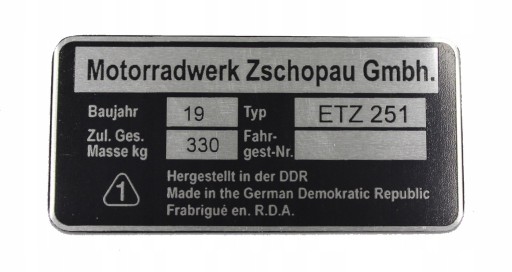 Motorradwerk Zschopau Gmbh.
Baujahr 19 Typ ETZ 251
Zul. Ges. Masse kg 330 Fahr- gest-Nr.
1
Hergestellt in der DDR
Made in the German Demokratic Republic
Frabrigué en. R.D.A.